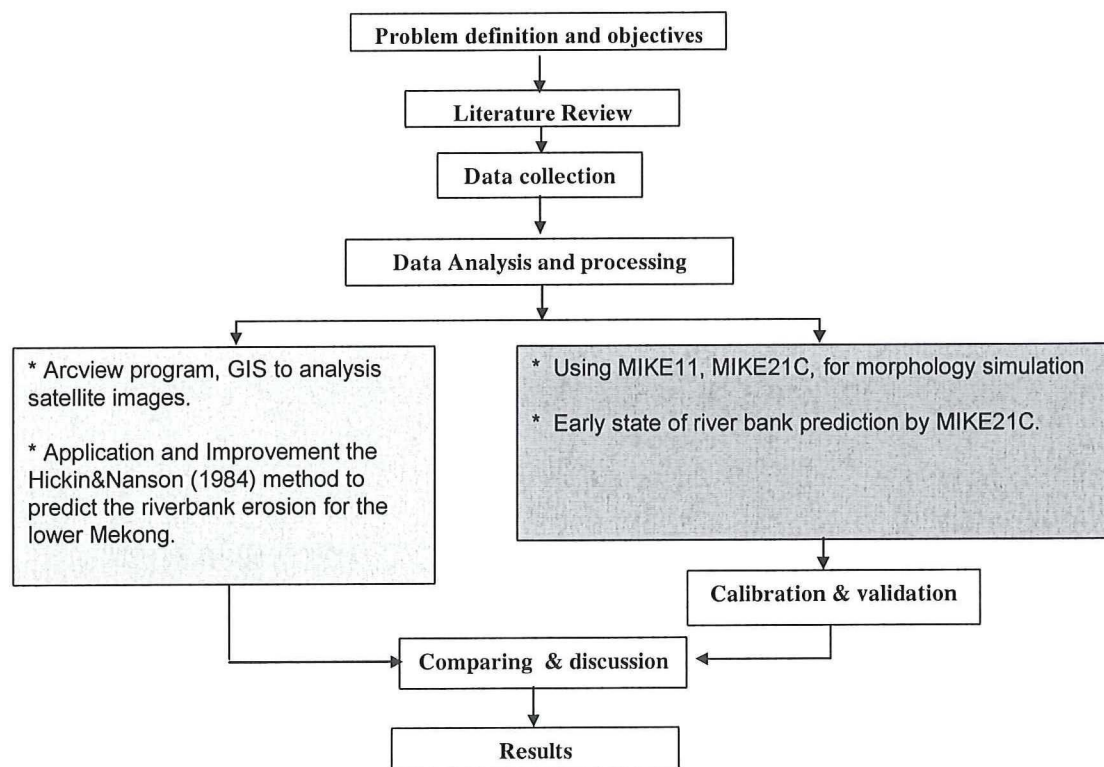 Problem definition and objectives
Literature Review
Data collection
Data Analysis and processing
* Arcview program, GIS to analysis
satellite images.
* Application and Improvement the
Hickin&Nanson (1984) method to
predict the riverbank erosion for the
lower Mekong.
* Using MIKE11, MIKE21C, for morphology simulation
* Early state of river bank prediction by MIKE21C.
Calibration & validation
Comparing & discussion
Results